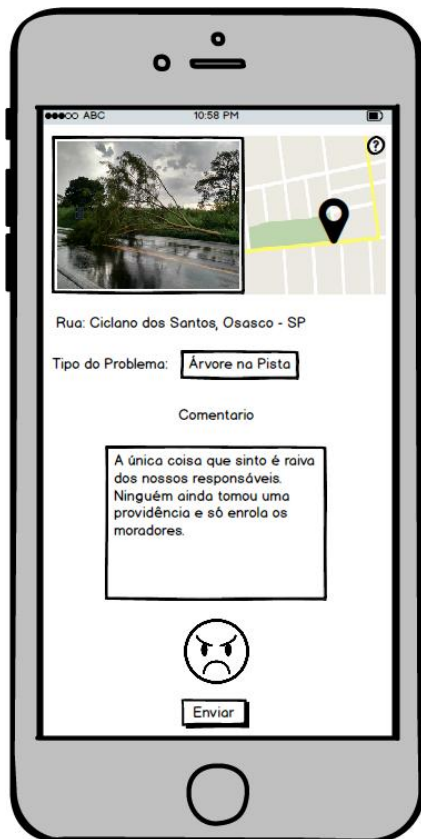 ABC 10:58 PM
?
Rua: Ciclano dos Santos, Osasco - SP
Tipo do Problema: Árvore na Pista
Comentario
A única coisa que sinto é raiva
dos nossos responsáveis.
Ninguém ainda tomou uma
providência e só enrola os
moradores.
Enviar